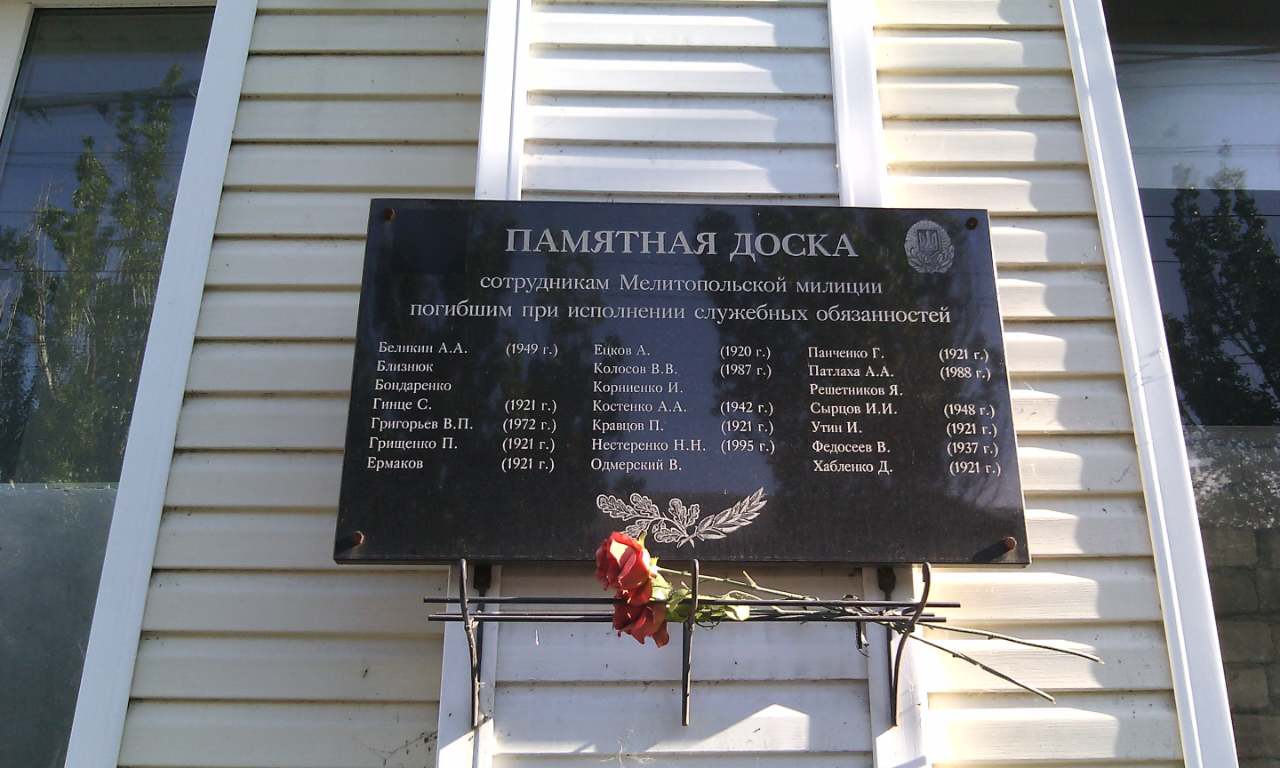 ПАМЯТНАЯ ДОСКА
сотрудникам Мелитопольской милиции
погибшим при исполнении служебных обязанностей
Беликин А.А. (1949 г.)
Близнюк
Бондаренко
Гинце С. (1921 г.)
Григорьев В.П. (1972 г.)
Грищенко П. (1921 г.)
Ермаков (1921 г.)
Ецков А. (1920 г.)
Колосов В.В. (1987 г.)
Корниенко И.
Костенко А.А. (1942 г.)
Кравцов П. (1921 г.)
Нестеренко Н.Н. (1995 г.)
Одмерский В.
Панченко Г. (1921 г.)
Патлаха А.А. (1988 г.)
Решетников Я.
Сырцов И.И. (1948 г.)
Утин И. (1921 г.)
Федосеев В. (1937 г.)
Хабленко Д. (1921 г.)